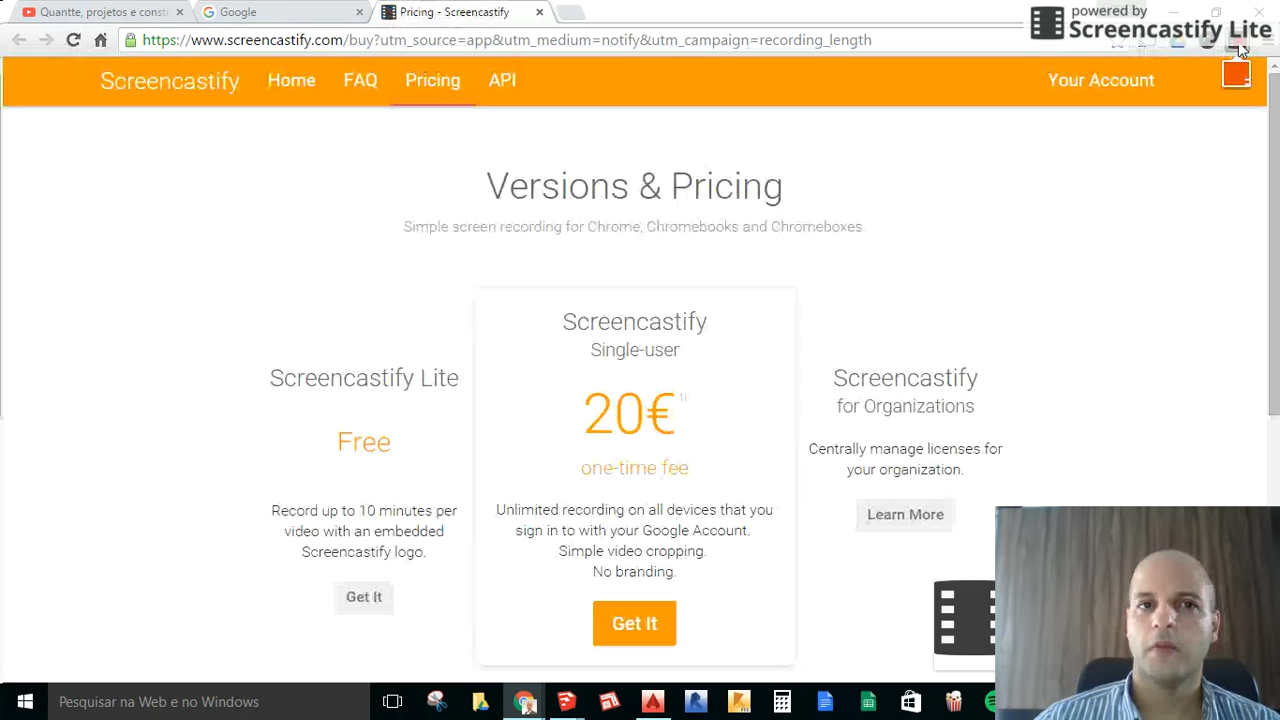 Quantte, projetos e constr
Google
Pricing - Screencastify
powered by
Screencastify Lite
https://www.screencastify.com/buy?utm_source=app&utm_medium=notify&utm_campaign=recording_length
Screencastify
Home
FAQ
Pricing
API
Your Account
Versions & Pricing
Simple screen recording for Chrome, Chromebooks and Chromeboxes.
Screencastify Lite
Free
Record up to 10 minutes per
video with an embedded
Screencastify logo.
Get It
Screencastify
Single-user
20€
one-time fee
Unlimited recording on all devices that you
sign in to with your Google Account.
Simple video cropping.
No branding.
Get It
Screencastify
for Organizations
Centrally manage licenses for
your organization.
Learn More
Pesquisar na Web e no Windows